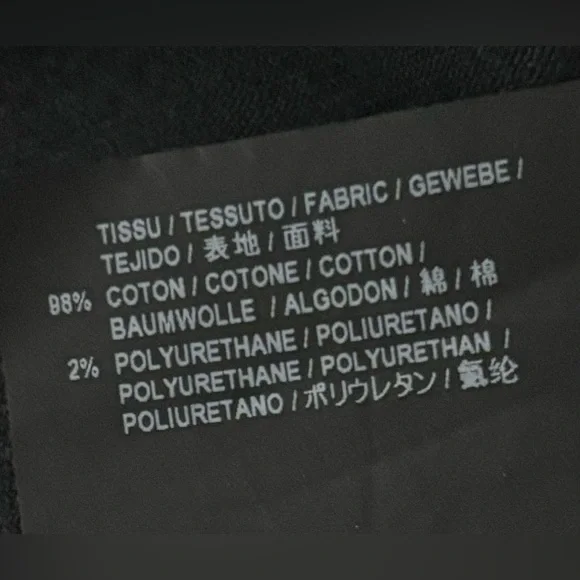 TISSU / TESSUTO / FABRIC / GEWEBE /
TEJIDO / 表地 / 面料
98% COTON / COTONE / COTTON /
BAUMWOLLE / ALGODON / 綿 / 棉
2% POLYURETHANE / POLIURETANO /
POLYURETHANE / POLYURETHAN /
POLIURETANO / ポリウレタン / 氨纶